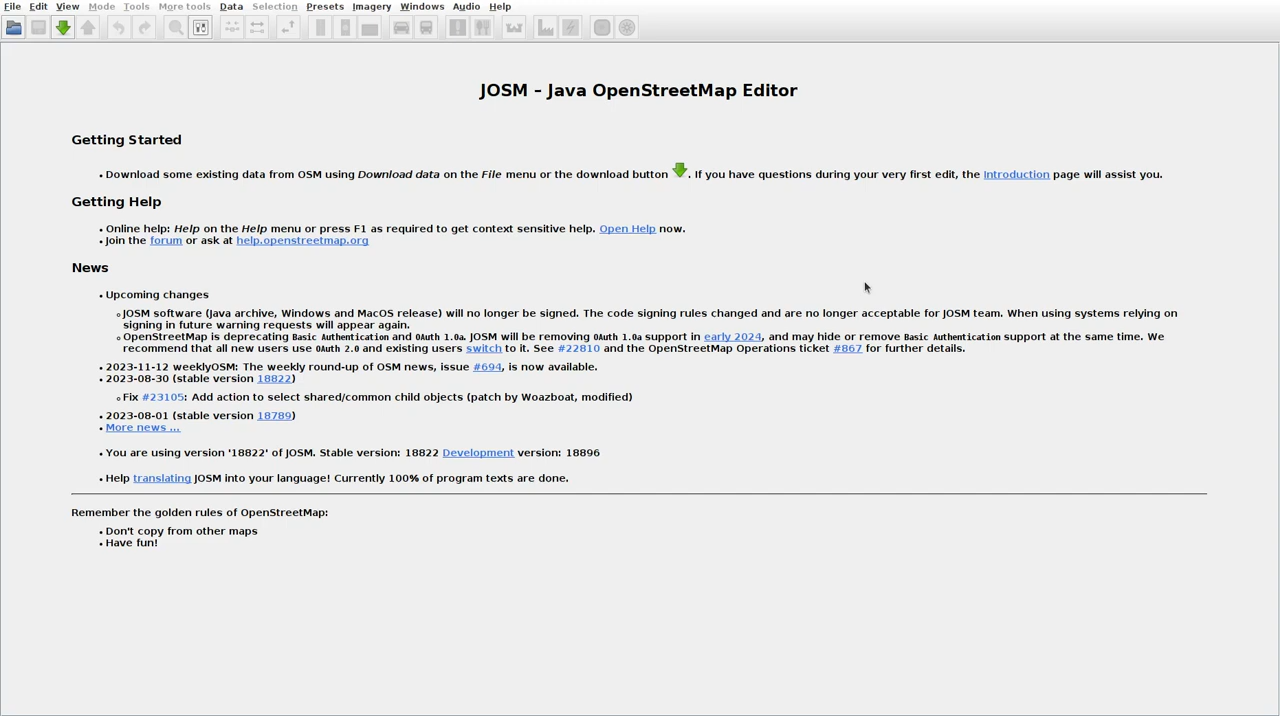 File Edit View Mode Tools More tools Data Selection Presets Imagery Windows Audio Help
JOSM – Java OpenStreetMap Editor
Getting Started
• Download some existing data from OSM using Download data on the File menu or the download button . If you have questions during your very first edit, the Introduction page will assist you.
Getting Help
• Online help: Help on the Help menu or press F1 as required to get context sensitive help. Open Help now.
• Join the forum or ask at help.openstreetmap.org
News
• Upcoming changes
◦ JOSM software (Java archive, Windows and MacOS release) will no longer be signed. The code signing rules changed and are no longer acceptable for JOSM team. When using systems relying on
signing in future warning requests will appear again.
◦ OpenStreetMap is deprecating Basic Authentication and OAuth 1.0a. JOSM will be removing OAuth 1.0a support in early 2024, and may hide or remove Basic Authentication support at the same time. We
recommend that all new users use OAuth 2.0 and existing users switch to it. See #22810 and the OpenStreetMap Operations ticket #867 for further details.
• 2023-11-12 weeklyOSM: The weekly round-up of OSM news, issue #694, is now available.
• 2023-08-30 (stable version 18822)
◦ Fix #23105: Add action to select shared/common child objects (patch by Woazboat, modified)
• 2023-08-01 (stable version 18789)
• More news ...
• You are using version '18822' of JOSM. Stable version: 18822 Development version: 18896
• Help translating JOSM into your language! Currently 100% of program texts are done.
Remember the golden rules of OpenStreetMap:
• Don't copy from other maps
• Have fun!